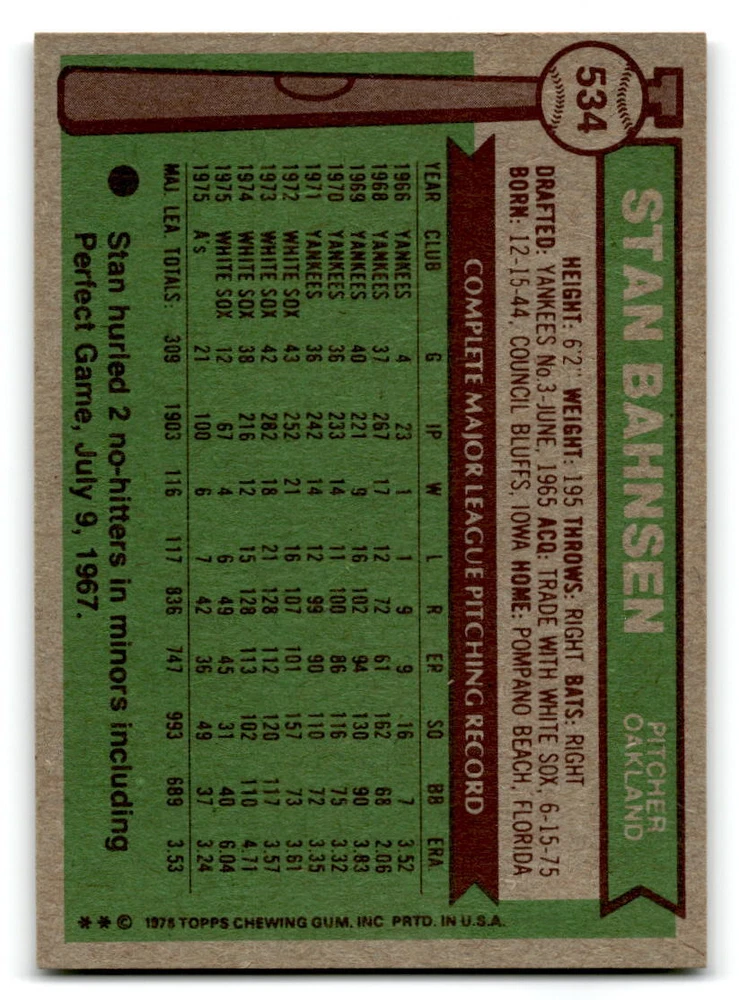 534
STAN BAHNSEN
PITCHER
OAKLAND
HEIGHT: 6'2" WEIGHT: 195 THROWS: RIGHT BATS: RIGHT
DRAFTED: YANKEES No.3-JUNE, 1965 ACQ: TRADE WITH WHITE SOX, 6-15-75
BORN: 12-15-44, COUNCIL BLUFFS, IOWA HOME: POMPANO BEACH, FLORIDA
COMPLETE MAJOR LEAGUE PITCHING RECORD
YEAR CLUB G IP W L R ER SO BB ERA
1966 YANKEES 4 23 1 1 9 9 16 7 3.52
1968 YANKEES 37 267 17 12 72 61 162 68 2.06
1969 YANKEES 40 221 9 16 102 94 130 90 3.83
1970 YANKEES 36 233 14 11 100 86 116 75 3.32
1971 YANKEES 36 242 14 12 99 90 110 72 3.35
1972 WHITE SOX 43 252 21 16 107 101 157 73 3.61
1973 WHITE SOX 42 282 18 21 128 112 120 117 3.57
1974 WHITE SOX 38 216 12 15 128 113 102 110 4.71
1975 WHITE SOX 12 67 4 6 49 45 31 40 6.04
1975 A's 21 100 6 7 42 36 49 37 3.24
MAJ. LEA. TOTALS: 309 1903 116 117 836 747 993 689 3.53
Stan hurled 2 no-hitters in minors including
Perfect Game, July 9, 1967.
** © 1976 TOPPS CHEWING GUM, INC PRTD. IN U.S.A.